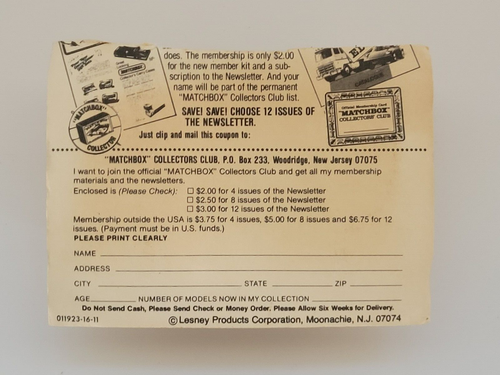 does. The membership is only $2.00
for the new member kit and a sub-
scription to the Newsletter. And your
name will be part of the permanent
"MATCHBOX" Collectors Club list.
SAVE! SAVE! CHOOSE 12 ISSUES OF
THE NEWSLETTER.
Just clip and mail this coupon to:
"MATCHBOX"
COLLECTOR
Official Membership Card
"MATCHBOX"
COLLECTORS' CLUB
"MATCHBOX" COLLECTORS CLUB, P.O. Box 233, Woodridge, New Jersey 07075
I want to join the official "MATCHBOX" Collectors Club and get all my membership
materials and the newsletters.
Enclosed is (Please Check): ☐ $2.00 for 4 issues of the Newsletter
☐ $2.50 for 8 issues of the Newsletter
☐ $3.00 for 12 issues of the Newsletter
Membership outside the USA is $3.75 for 4 issues, $5.00 for 8 issues and $6.75 for 12
issues. (Payment must be in U.S. funds.)
PLEASE PRINT CLEARLY
NAME
ADDRESS
CITY STATE ZIP
AGE NUMBER OF MODELS NOW IN MY COLLECTION
Do Not Send Cash, Please Send Check or Money Order. Please Allow Six Weeks for Delivery.
011923-16-11 © Lesney Products Corporation, Moonachie, N.J. 07074